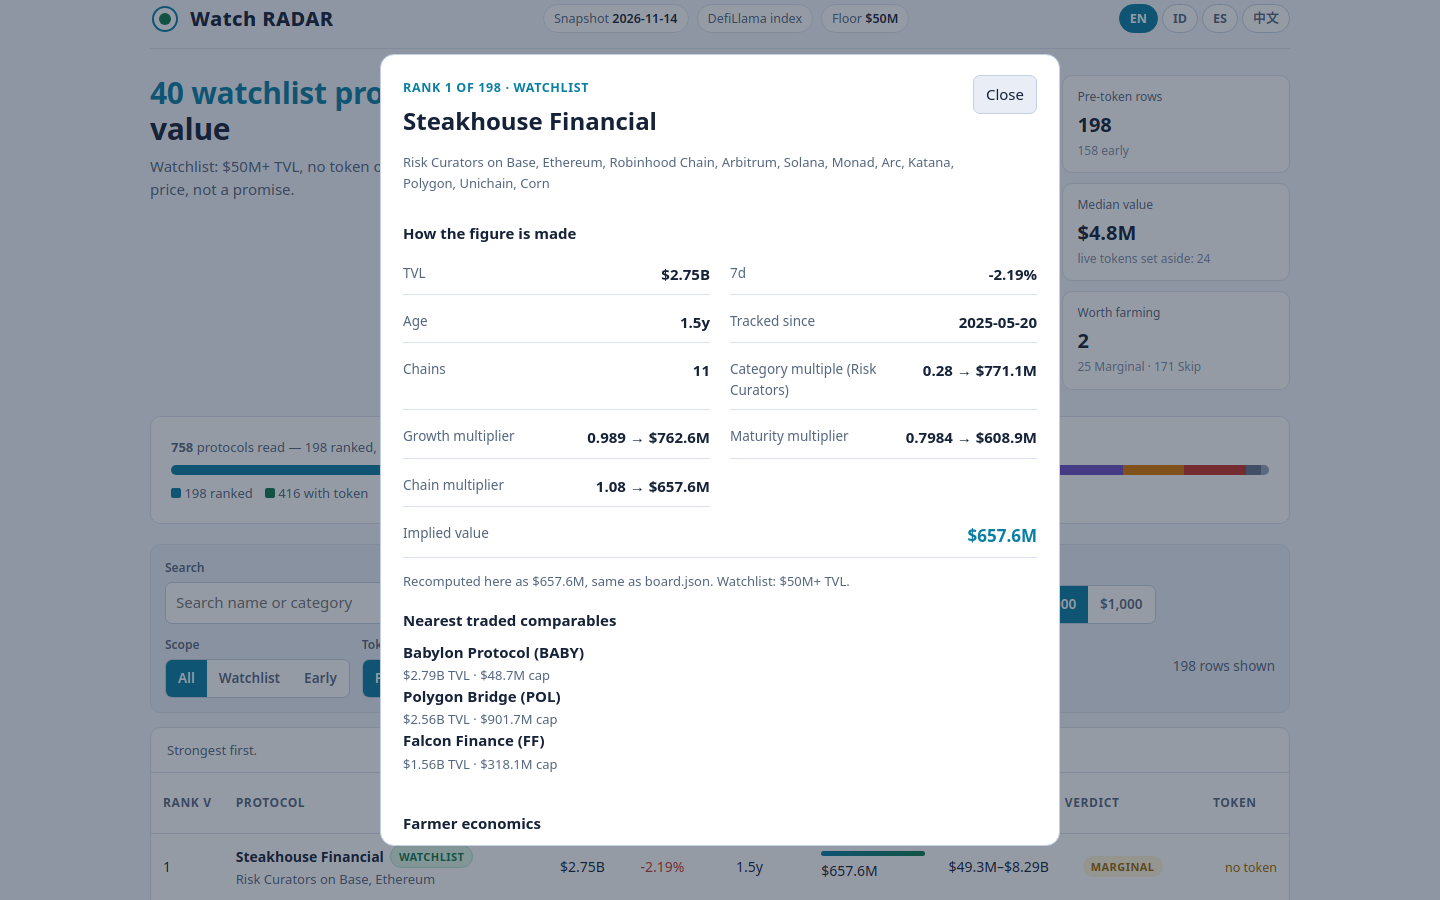 Watch RADAR
Snapshot 2026-11-14
DefiLlama index
Floor $50M
EN
ID
ES
中文
40 watchlist pro
value
Watchlist: $50M+ TVL, no token
price, not a promise.
Pre-token rows
198
158 early
Median value
$4.8M
live tokens set aside: 24
Worth farming
2
25 Marginal · 171 Skip
758 protocols read — 198 ranked,
198 ranked
416 with token
Search
Search name or category
$1,000
Scope
All
Watchlist
Early
198 rows shown
Strongest first.
RANK V
PROTOCOL
VERDICT
TOKEN
1
Steakhouse Financial WATCHLIST
Risk Curators on Base, Ethereum
$2.75B
-2.19%
1.5y
$657.6M
$49.3M–$8.29B
MARGINAL
no token
RANK 1 OF 198 · WATCHLIST
Close
Steakhouse Financial
Risk Curators on Base, Ethereum, Robinhood Chain, Arbitrum, Solana, Monad, Arc, Katana,
Polygon, Unichain, Corn
How the figure is made
TVL $2.75B
7d -2.19%
Age 1.5y
Tracked since 2025-05-20
Chains 11
Category multiple (Risk
Curators) 0.28 → $771.1M
Growth multiplier 0.989 → $762.6M
Maturity multiplier 0.7984 → $608.9M
Chain multiplier 1.08 → $657.6M
Implied value $657.6M
Recomputed here as $657.6M, same as board.json. Watchlist: $50M+ TVL.
Nearest traded comparables
Babylon Protocol (BABY)
$2.79B TVL · $48.7M cap
Polygon Bridge (POL)
$2.56B TVL · $901.7M cap
Falcon Finance (FF)
$1.56B TVL · $318.1M cap
Farmer economics